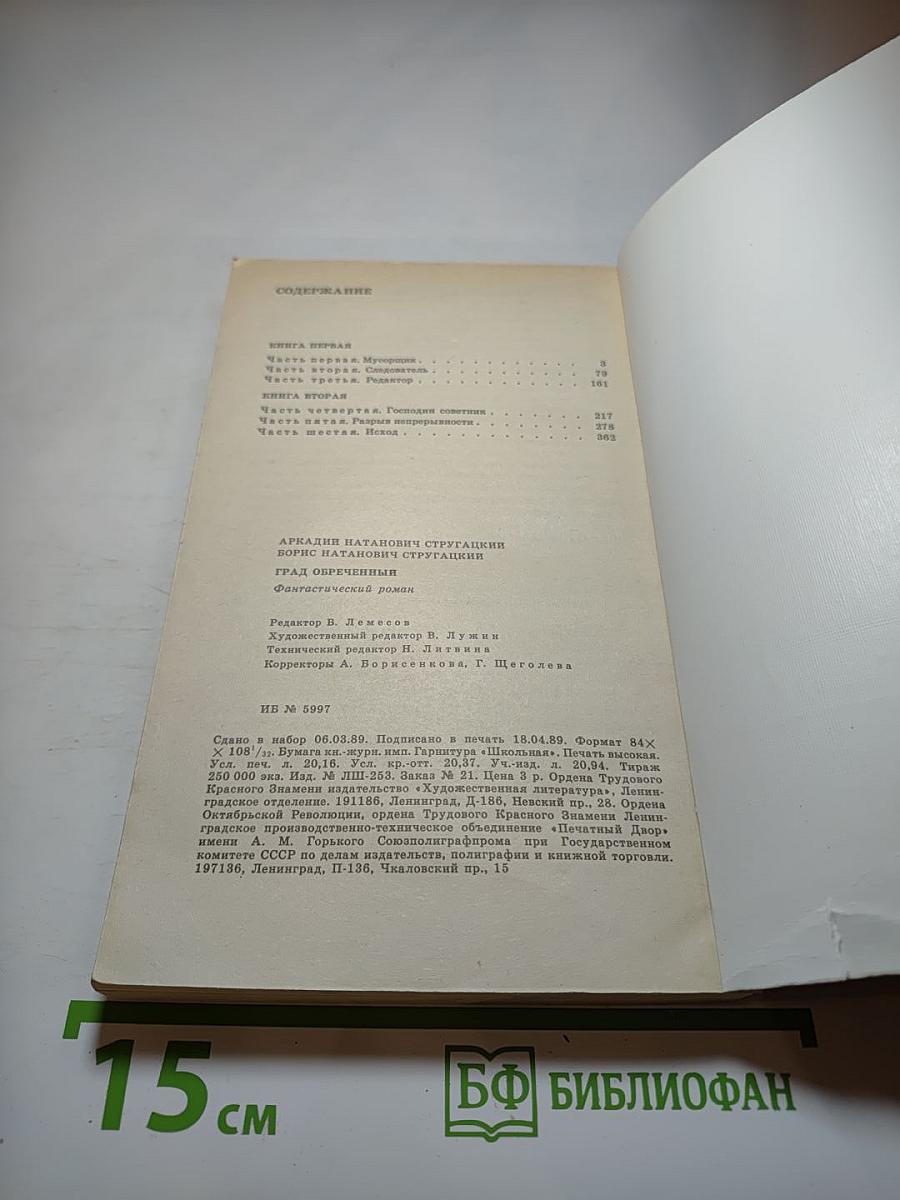 СОДЕРЖАНИЕ
КНИГА ПЕРВАЯ
Часть первая. Мусорщик . . . . . . . . . . . . 3
Часть вторая. Следователь . . . . . . . . . . . 79
Часть третья. Редактор . . . . . . . . . . . . 161
КНИГА ВТОРАЯ
Часть четвертая. Господин советник . . . . . . . . 217
Часть пятая. Разрыв непрерывности . . . . . . . . . 278
Часть шестая. Исход . . . . . . . . . . . . . 362
АРКАДИЙ НАТАНОВИЧ СТРУГАЦКИЙ
БОРИС НАТАНОВИЧ СТРУГАЦКИЙ
ГРАД ОБРЕЧЕННЫЙ
Фантастический роман
Редактор В. Лемесов
Художественный редактор В. Лужин
Технический редактор Н. Литвина
Корректоры А. Борисенкова, Г. Щеголева
ИБ № 5997
Сдано в набор 06.03.89. Подписано в печать 18.04.89. Формат 84×
× 108¹/₃₂. Бумага кн.-журн. имп. Гарнитура «Школьная». Печать высокая.
Усл. печ. л. 20,16. Усл. кр.-отт. 20,37. Уч.-изд. л. 20,94. Тираж
250 000 экз. Изд. № ЛШ-253. Заказ № 21. Цена 3 р. Ордена Трудового
Красного Знамени издательство «Художественная литература», Ленин-
градское отделение. 191186, Ленинград, Д-186, Невский пр., 28. Ордена
Октябрьской Революции, ордена Трудового Красного Знамени Ленин-
градское производственно-техническое объединение «Печатный Двор»
имени А. М. Горького Союзполиграфпрома при Государственном
комитете СССР по делам издательств, полиграфии и книжной торговли.
197136, Ленинград, П-136, Чкаловский пр., 15
15 см
БФ БИБЛИОФАН